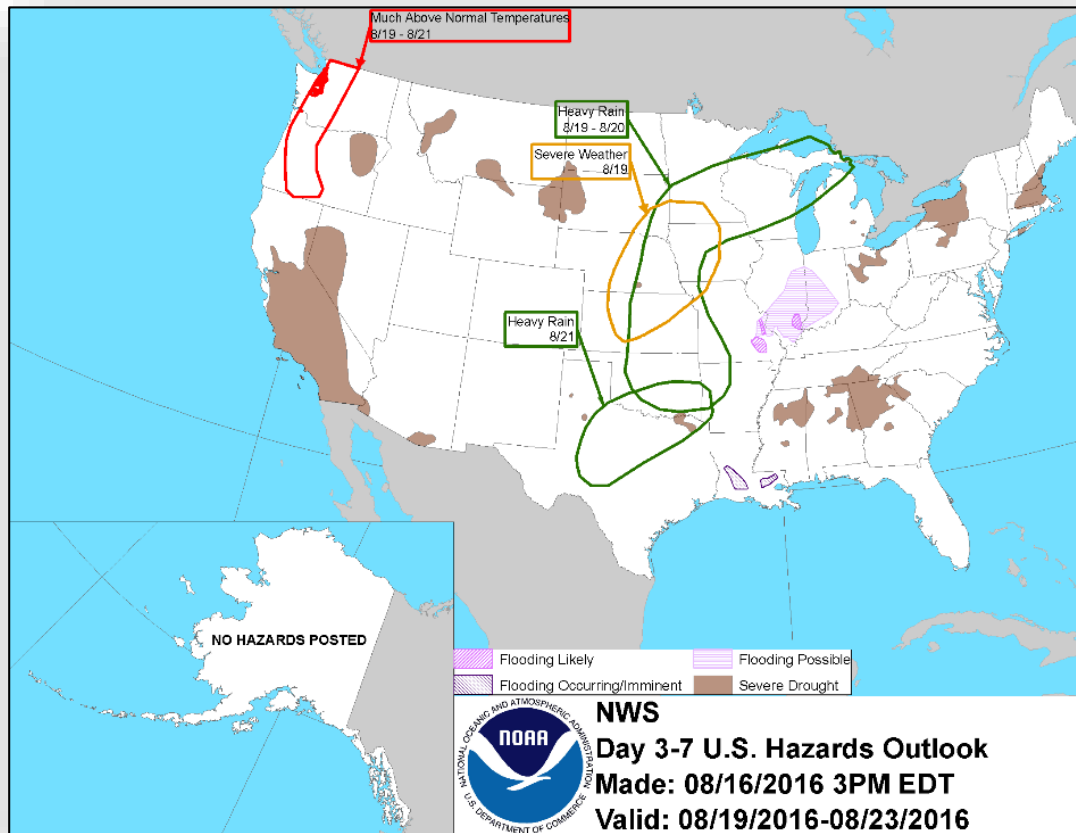 Much Above Normal Temperatures
8/19 - 8/21
Heavy Rain
8/19 - 8/20
Severe Weather
8/19
Heavy Rain
8/21
NO HAZARDS POSTED
Flooding Likely
Flooding Possible
Flooding Occurring/Imminent
Severe Drought
NATIONAL OCEANIC AND ATMOSPHERIC ADMINISTRATION
NOAA
U.S. DEPARTMENT OF COMMERCE
NWS
Day 3-7 U.S. Hazards Outlook
Made: 08/16/2016 3PM EDT
Valid: 08/19/2016-08/23/2016